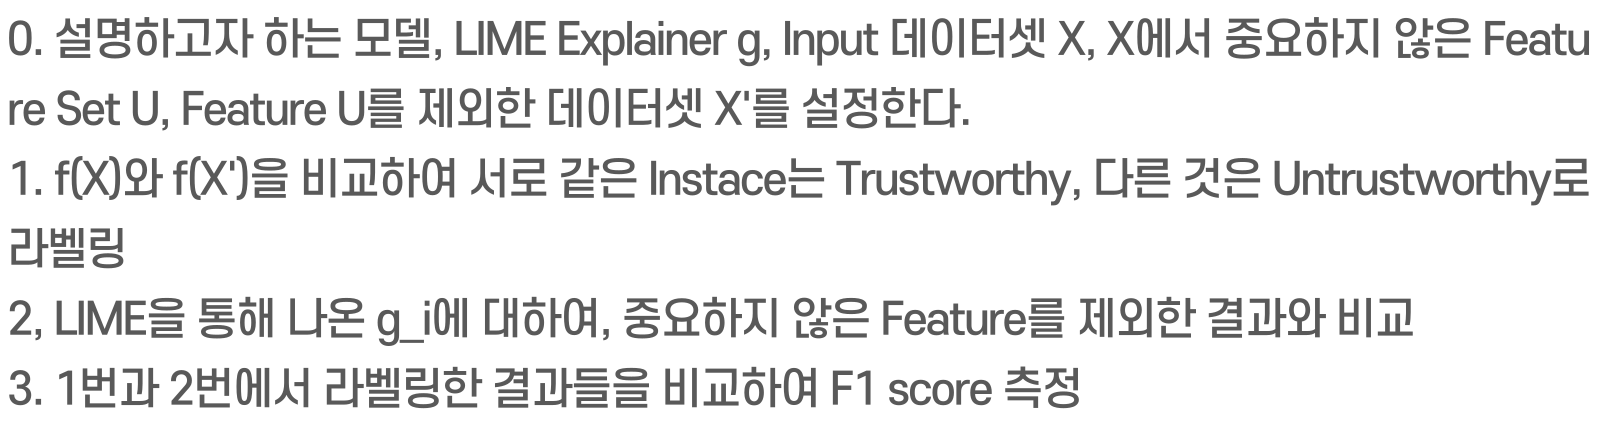 0. 설명하고자 하는 모델, LIME Explainer g, Input 데이터셋 X, X에서 중요하지 않은 Featu
re Set U, Feature U를 제외한 데이터셋 X'를 설정한다.
1. f(X)와 f(X')을 비교하여 서로 같은 Instace는 Trustworthy, 다른 것은 Untrustworthy로
라벨링
2, LIME을 통해 나온 g_i에 대하여, 중요하지 않은 Feature를 제외한 결과와 비교
3. 1번과 2번에서 라벨링한 결과들을 비교하여 F1 score 측정